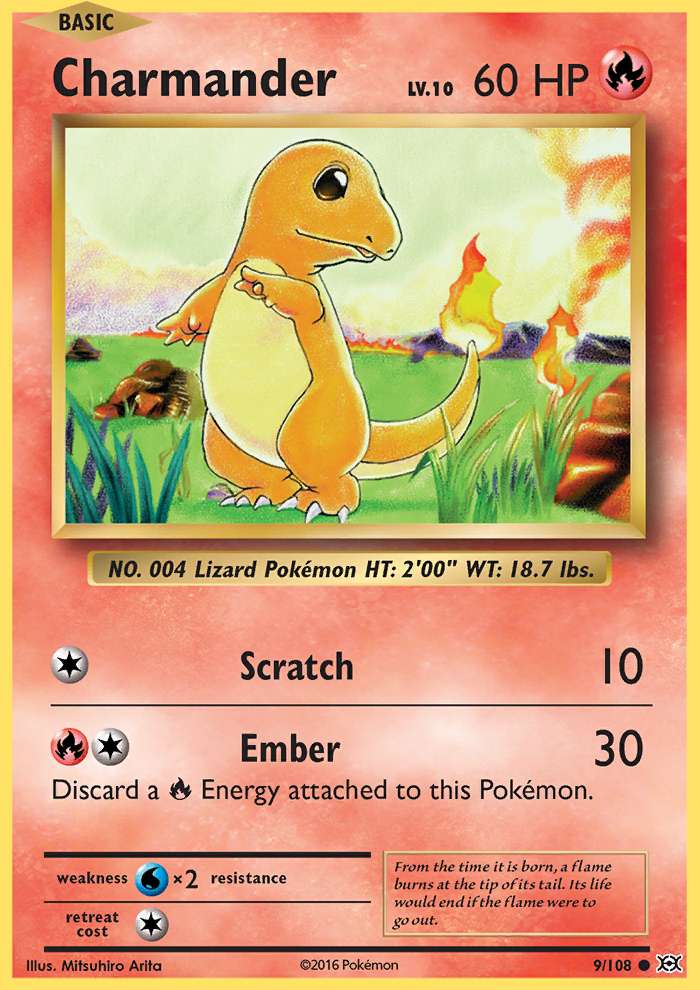 BASIC
Charmander LV.10 60 HP
NO. 004 Lizard Pokémon HT: 2'00" WT: 18.7 lbs.
Scratch 10
Ember 30
Discard a Energy attached to this Pokémon.
weakness ×2 resistance
retreat
cost
From the time it is born, a flame
burns at the tip of its tail. Its life
would end if the flame were to
go out.
Illus. Mitsuhiro Arita ©2016 Pokémon 9/108